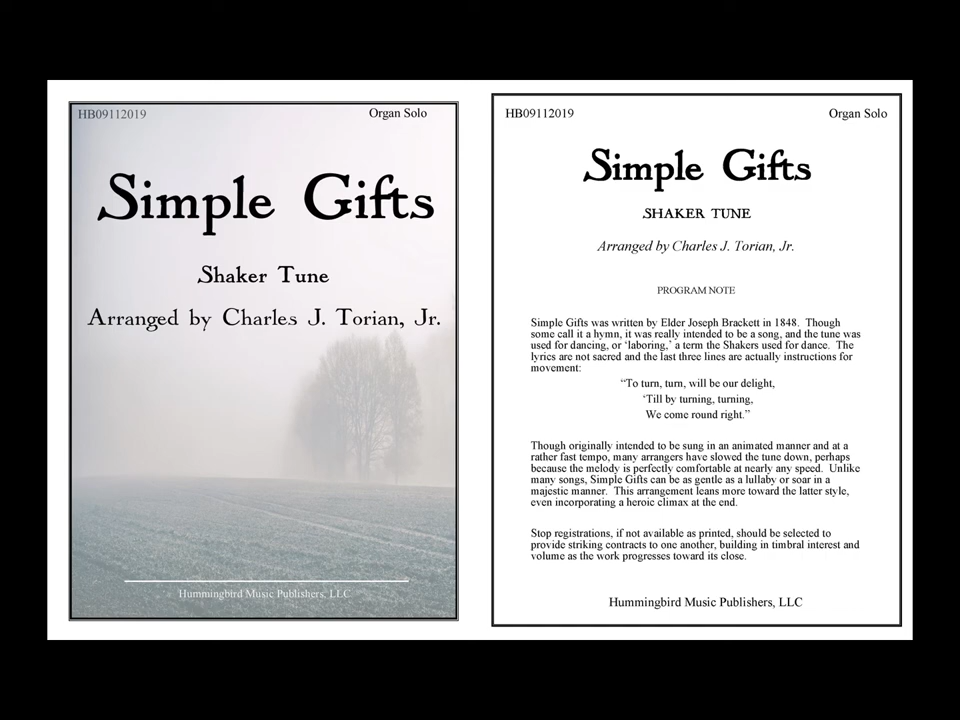 HB09112019
Organ Solo
Simple Gifts
Shaker Tune
Arranged by Charles J. Torian, Jr.
Hummingbird Music Publishers, LLC
HB09112019
Organ Solo
Simple Gifts
SHAKER TUNE
Arranged by Charles J. Torian, Jr.
PROGRAM NOTE
Simple Gifts was written by Elder Joseph Brackett in 1848. Though
some call it a hymn, it was really intended to be a song, and the tune was
used for dancing, or ‘laboring,’ a term the Shakers used for dance. The
lyrics are not sacred and the last three lines are actually instructions for
movement:
“To turn, turn, will be our delight,
‘Till by turning, turning,
We come round right.”
Though originally intended to be sung in an animated manner and at a
rather fast tempo, many arrangers have slowed the tune down, perhaps
because the melody is perfectly comfortable at nearly any speed. Unlike
many songs, Simple Gifts can be as gentle as a lullaby or soar in a
majestic manner. This arrangement leans more toward the latter style,
even incorporating a heroic climax at the end.
Stop registrations, if not available as printed, should be selected to
provide striking contracts to one another, building in timbral interest and
volume as the work progresses toward its close.
Hummingbird Music Publishers, LLC